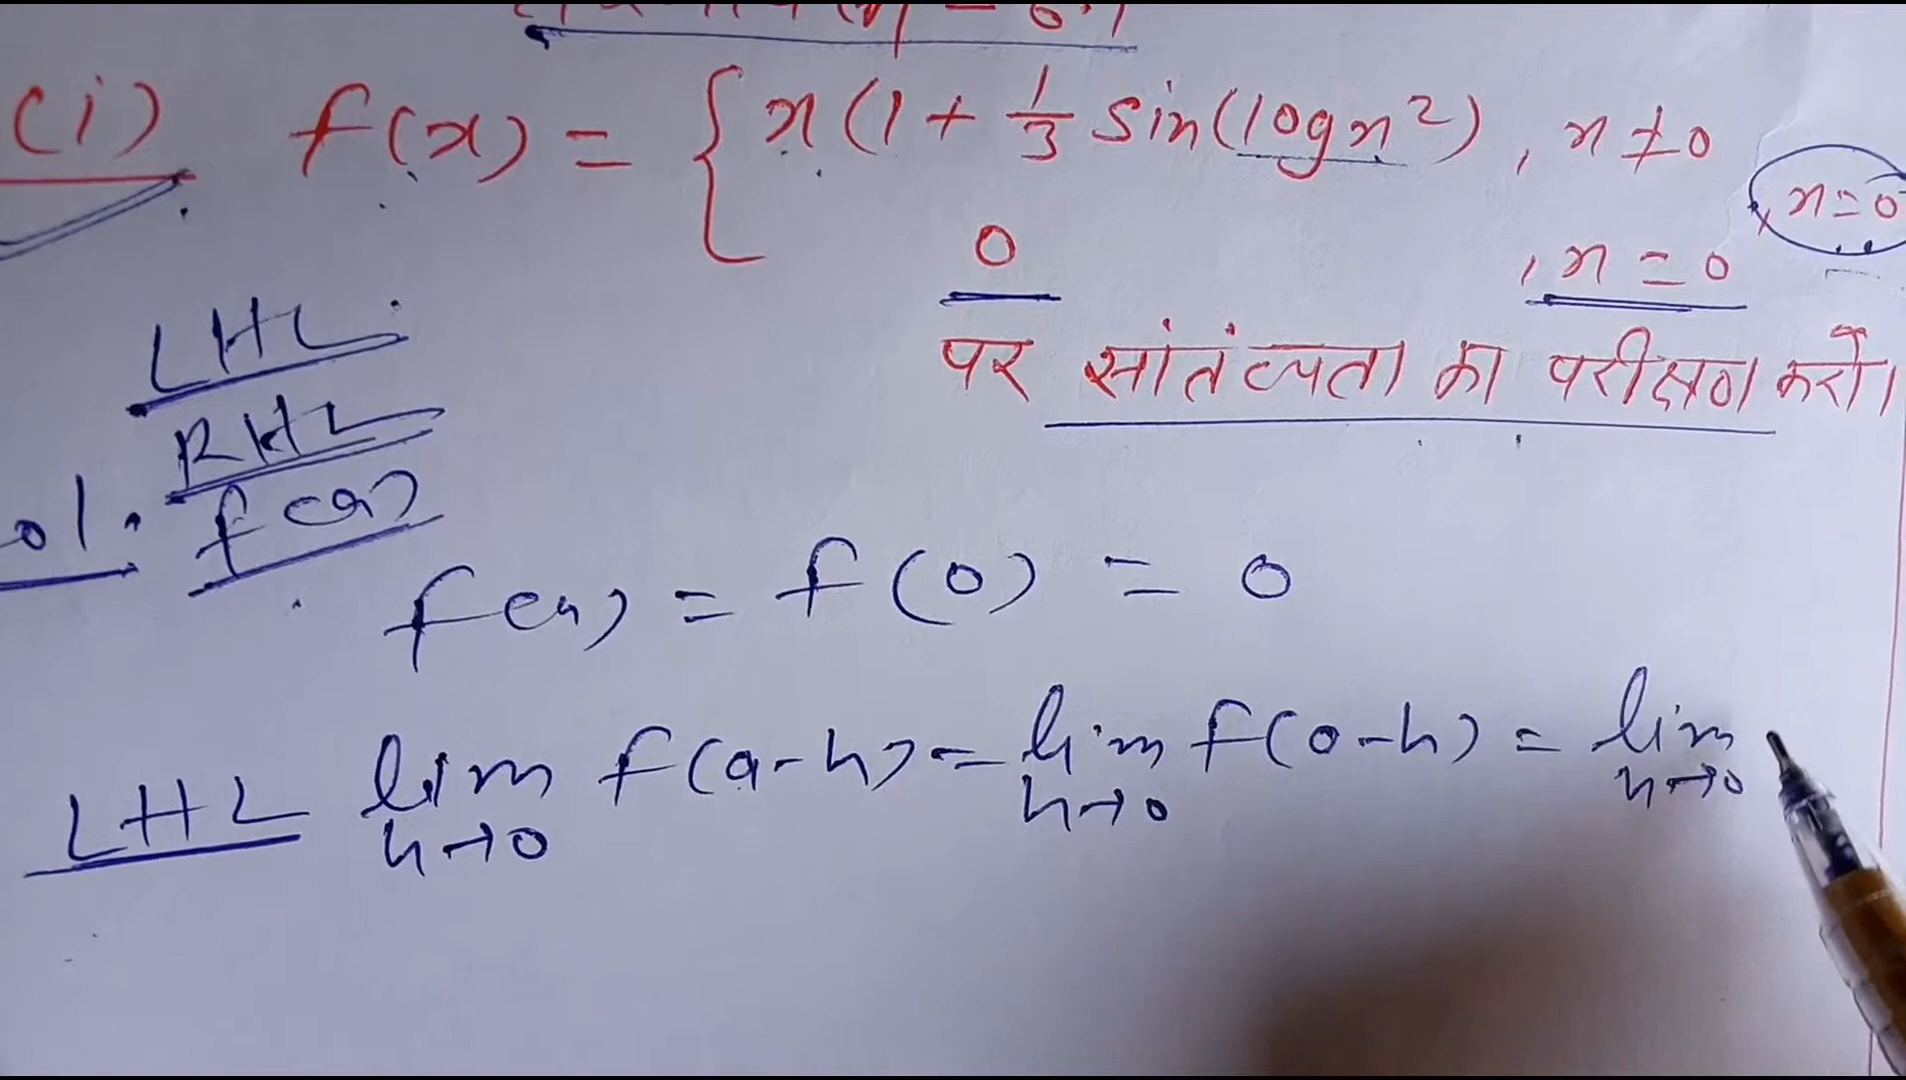 (i) f(x) = { x(1 + 1/3 sin(log x²) , x ≠ 0
, x = 0
0 , x = 0
पर सांतंव्यता का परीक्षण करो।
LHL
RHL
ol. f(a)
f(a) = f(0) = 0
LHL lim h→0 f(a-h) = lim h→0 f(0-h) = lim h→0